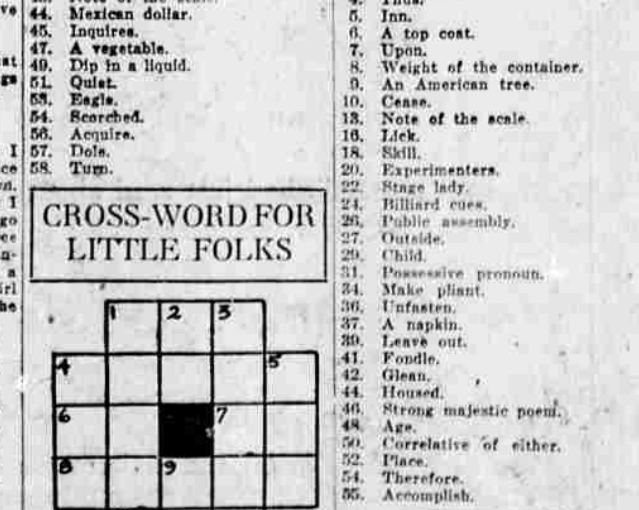 44. Mexican dollar.
45. Inquires.
47. A vegetable.
49. Dip in a liquid.
51. Quiet.
53. Eagle.
54. Scorched.
56. Acquire.
57. Dole.
58. Turn.
CROSS-WORD FOR
LITTLE FOLKS
1 2 3
4 5
6 7
8 9
5. Inn.
6. A top coat.
7. Upon.
8. Weight of the container.
9. An American tree.
10. Cease.
13. Note of the scale.
16. Lick.
18. Skill.
20. Experimenters.
22. Stage lady.
24. Billiard cues.
26. Public assembly.
27. Outside.
29. Child.
31. Possessive pronoun.
34. Make pliant.
36. Unfasten.
37. A napkin.
39. Leave out.
41. Fondle.
42. Glean.
44. Housed.
46. Strong majestic poem.
48. Age.
50. Correlative of either.
52. Place.
54. Therefore.
55. Accomplish.